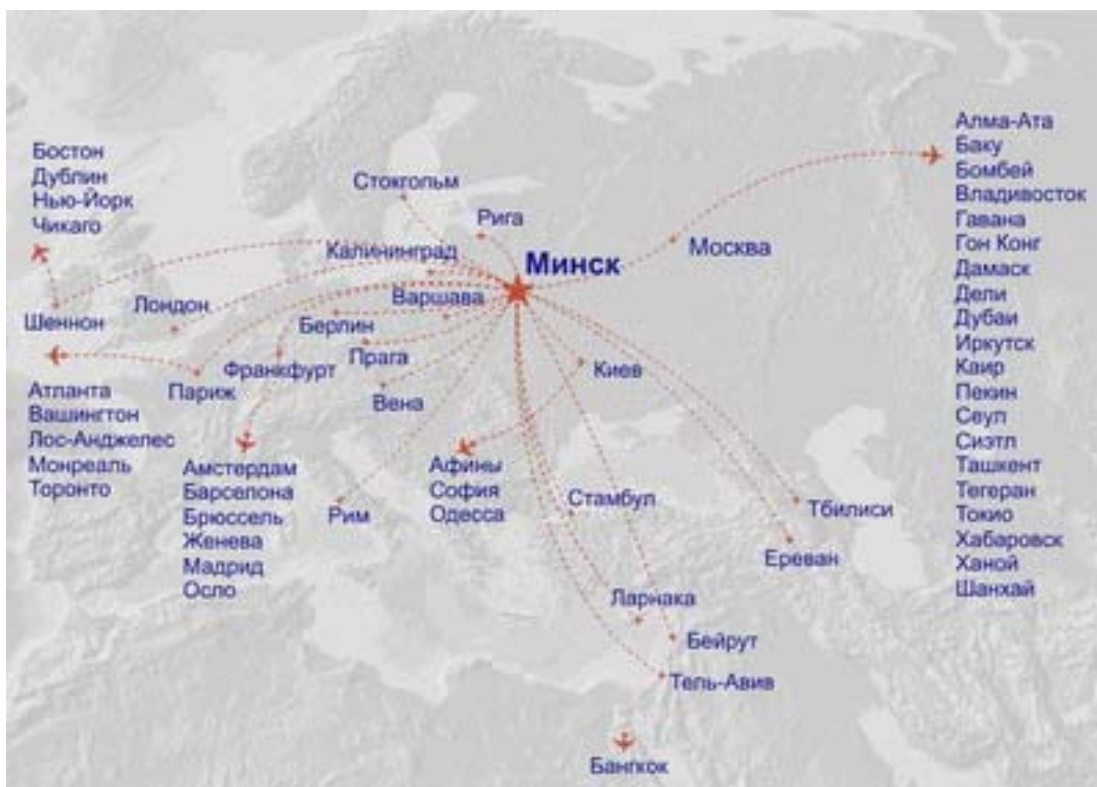 Бостон
Дублин
Нью-Йорк
Чикаго
Стокгольм
Рига
Калининград
Минск
Москва
Алма-Ата
Баку
Бомбей
Владивосток
Гавана
Гон Конг
Дамаск
Дели
Дубаи
Иркутск
Каир
Пекин
Сеул
Сиэтл
Ташкент
Тегеран
Токио
Хабаровск
Ханой
Шанхай
Шеннон
Лондон
Варшава
Берлин
Прага
Франкфурт
Париж
Вена
Киев
Атланта
Вашингтон
Лос-Анджелес
Монреаль
Торонто
Амстердам
Барселона
Брюссель
Женева
Мадрид
Осло
Рим
Афины
София
Одесса
Стамбул
Тбилиси
Ереван
Ларнака
Бейрут
Тель-Авив
Бангкок